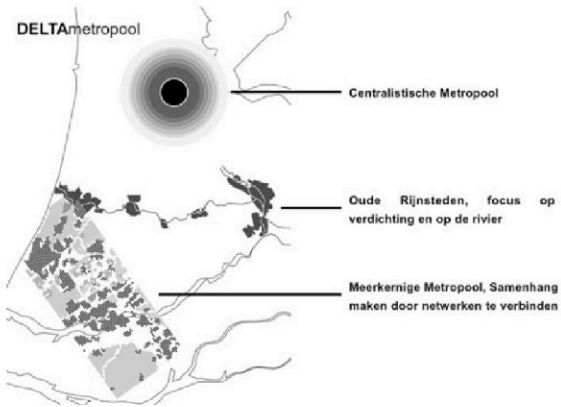 DELTAmetropool
Centralistische Metropool
Oude Rijnsteden, focus op
verdichting en op de rivier
Meerkernige Metropool, Samenhang
maken door netwerken te verbinden